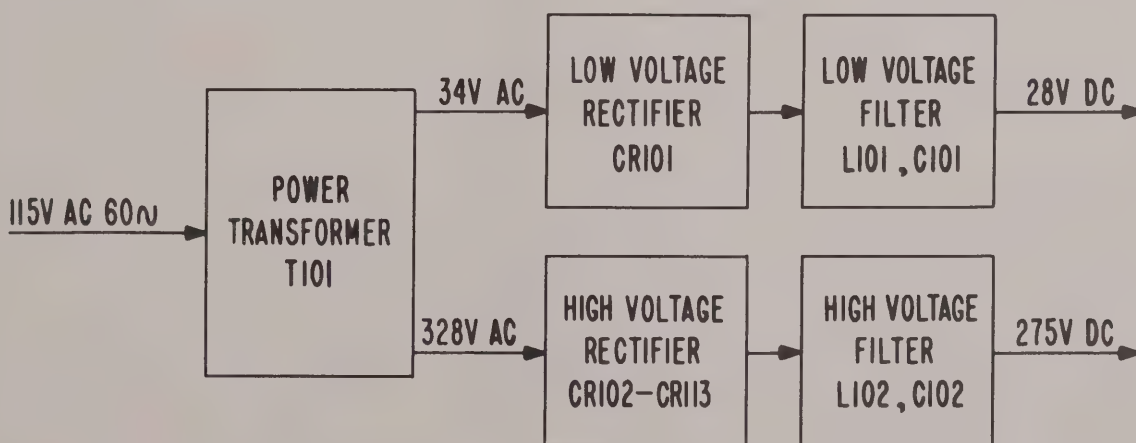 115V AC 60~
POWER
TRANSFORMER
T101
34V AC
LOW VOLTAGE
RECTIFIER
CR101
LOW VOLTAGE
FILTER
L101, C101
28V DC
328V AC
HIGH VOLTAGE
RECTIFIER
CR102-CR113
HIGH VOLTAGE
FILTER
L102, C102
275V DC